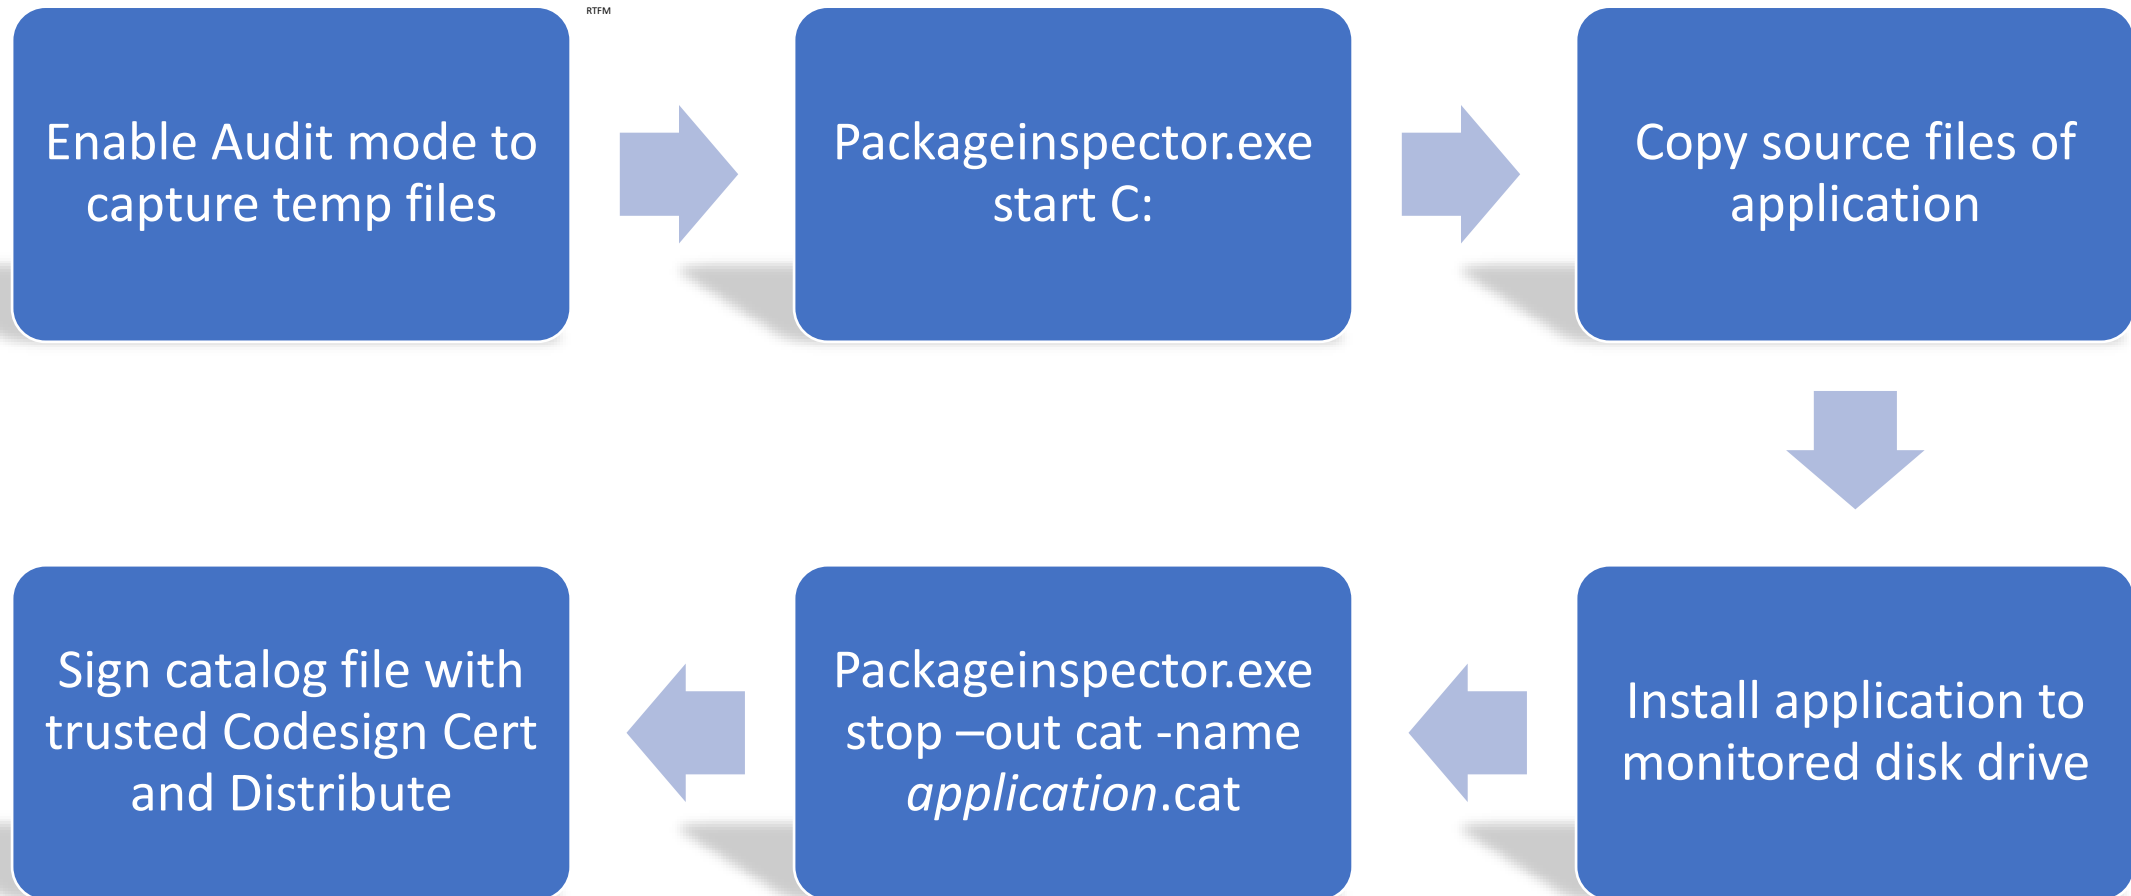 RTFM
Enable Audit mode to
capture temp files
Packageinspector.exe
start C:
Copy source files of
application
Install application to
monitored disk drive
Packageinspector.exe
stop –out cat -name
application.cat
Sign catalog file with
trusted Codesign Cert
and Distribute